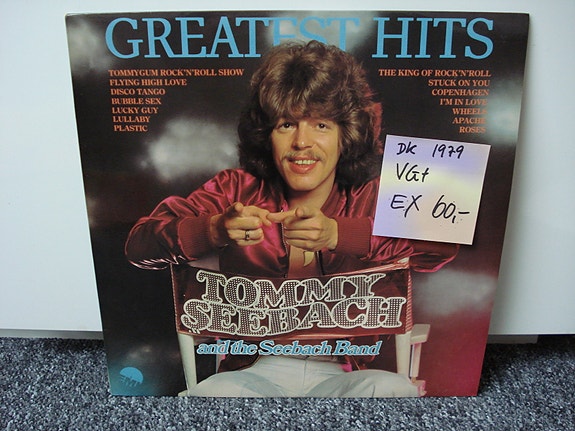 GREATEST HITS
TOMMYGUM ROCK'N'ROLL SHOW
FLYING HIGH LOVE
DISCO TANGO
BUBBLE SEX
LUCKY GUY
LULLABY
PLASTIC
THE KING OF ROCK'N'ROLL
STUCK ON YOU
COPENHAGEN
I'M IN LOVE
WHEELS
APACHE
ROSES
DK 1979
VG+
EX 60,-
TOMMY
SEEBACH
and the Seebach Band
EMI